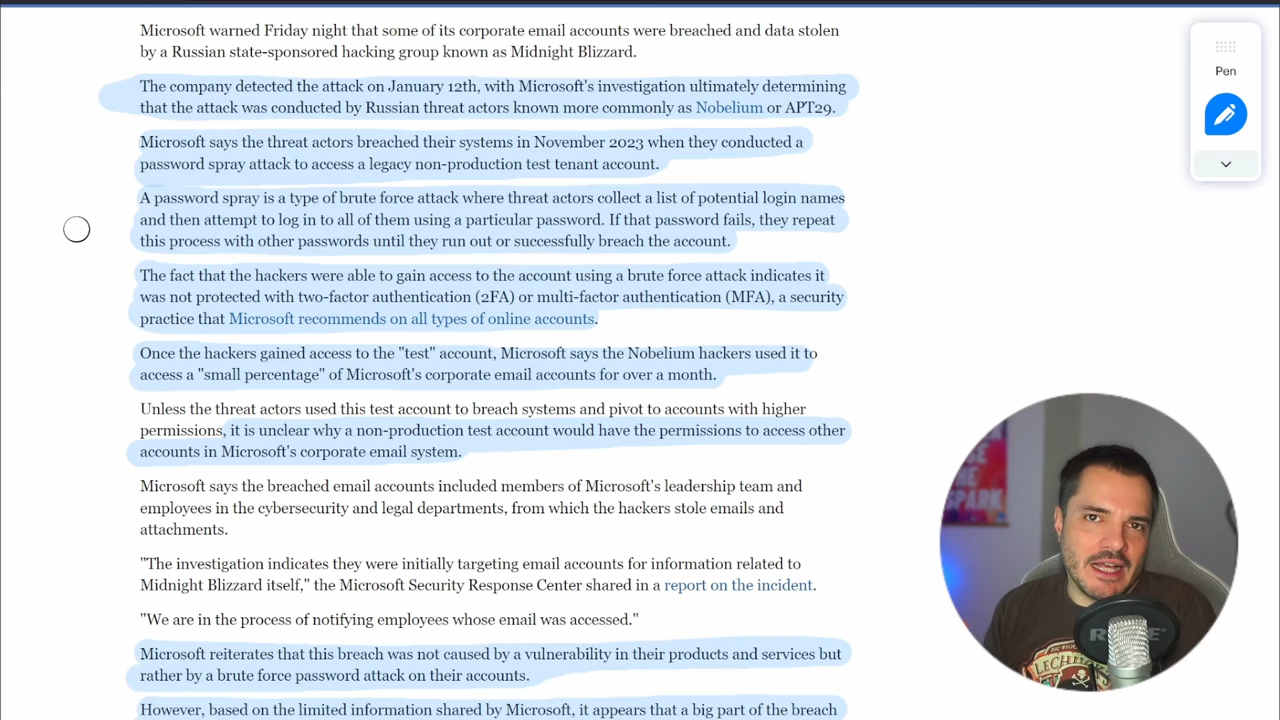 Microsoft warned Friday night that some of its corporate email accounts were breached and data stolen
by a Russian state-sponsored hacking group known as Midnight Blizzard.
The company detected the attack on January 12th, with Microsoft's investigation ultimately determining
that the attack was conducted by Russian threat actors known more commonly as Nobelium or APT29.
Microsoft says the threat actors breached their systems in November 2023 when they conducted a
password spray attack to access a legacy non-production test tenant account.
A password spray is a type of brute force attack where threat actors collect a list of potential login names
and then attempt to log in to all of them using a particular password. If that password fails, they repeat
this process with other passwords until they run out or successfully breach the account.
The fact that the hackers were able to gain access to the account using a brute force attack indicates it
was not protected with two-factor authentication (2FA) or multi-factor authentication (MFA), a security
practice that Microsoft recommends on all types of online accounts.
Once the hackers gained access to the "test" account, Microsoft says the Nobelium hackers used it to
access a "small percentage" of Microsoft's corporate email accounts for over a month.
Unless the threat actors used this test account to breach systems and pivot to accounts with higher
permissions, it is unclear why a non-production test account would have the permissions to access other
accounts in Microsoft's corporate email system.
Microsoft says the breached email accounts included members of Microsoft's leadership team and
employees in the cybersecurity and legal departments, from which the hackers stole emails and
attachments.
"The investigation indicates they were initially targeting email accounts for information related to
Midnight Blizzard itself," the Microsoft Security Response Center shared in a report on the incident.
"We are in the process of notifying employees whose email was accessed."
Microsoft reiterates that this breach was not caused by a vulnerability in their products and services but
rather by a brute force password attack on their accounts.
However, based on the limited information shared by Microsoft, it appears that a big part of the breach
Pen
THE
SPARK